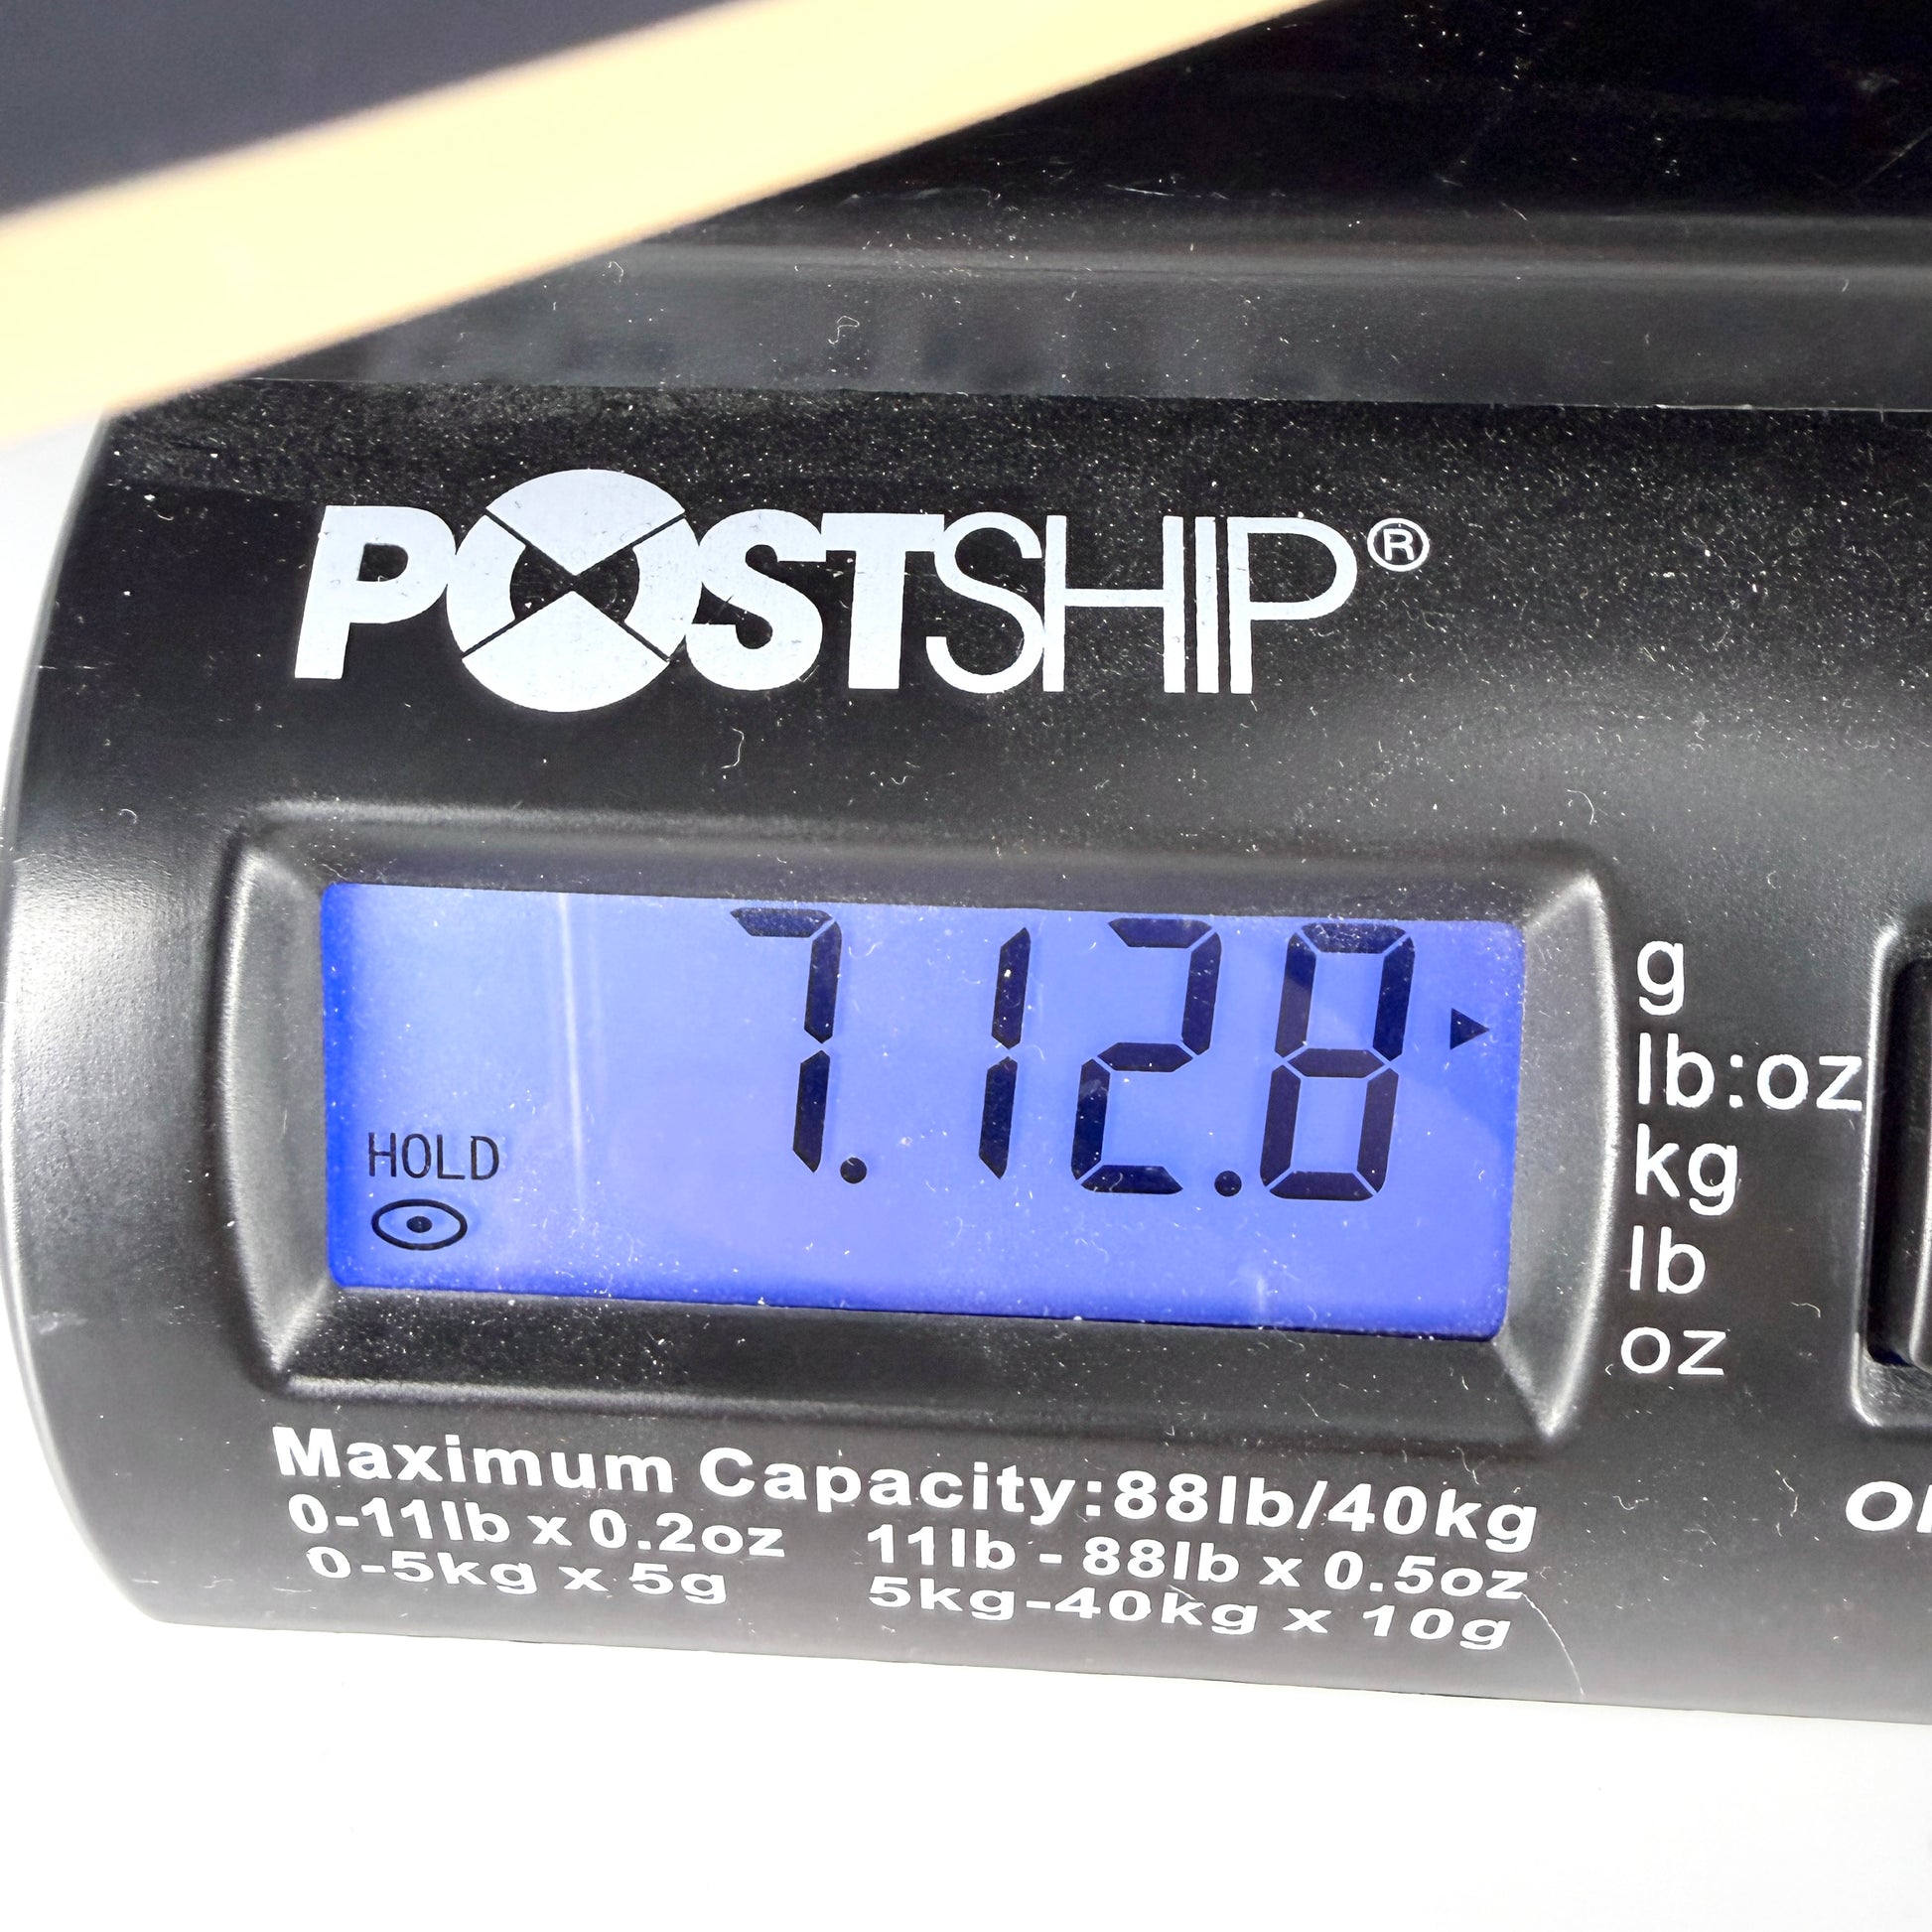 POSTSHIP®
7.12.8
HOLD
g
lb:oz
kg
lb
oz
Maximum Capacity:88lb/40kg
0-11lb x 0.2oz 11lb - 88lb x 0.5oz
0-5kg x 5g 5kg-40kg x 10g